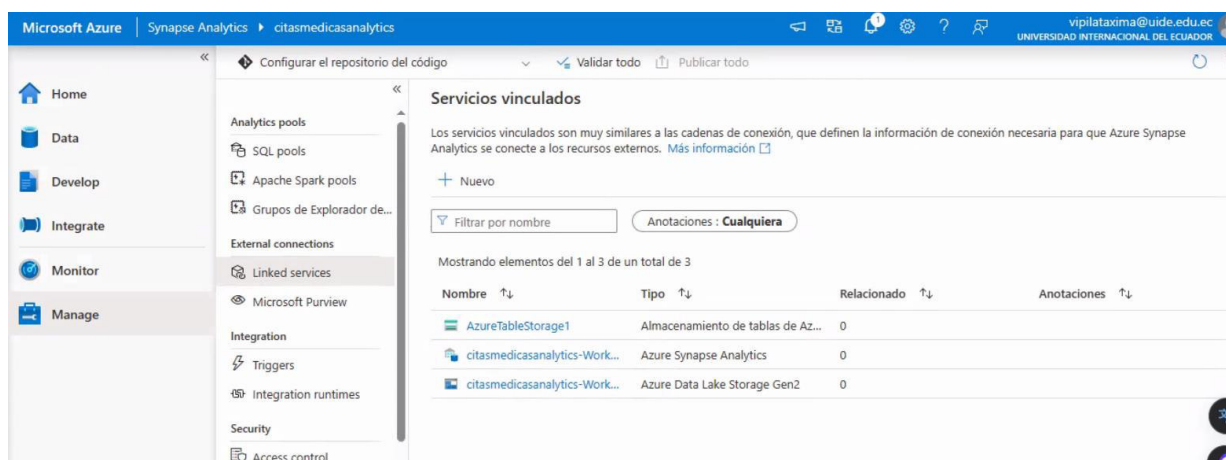 Microsoft Azure
Synapse Analytics
citasmedicasanalytics
1
vipilataxima@uide.edu.ec
UNIVERSIDAD INTERNACIONAL DEL ECUADOR
Home
Data
Develop
Integrate
Monitor
Manage
Configurar el repositorio del código
Validar todo
Publicar todo
Analytics pools
SQL pools
Apache Spark pools
Grupos de Explorador de...
External connections
Linked services
Microsoft Purview
Integration
Triggers
Integration runtimes
Security
Access control
Servicios vinculados
Los servicios vinculados son muy similares a las cadenas de conexión, que definen la información de conexión necesaria para que Azure Synapse
Analytics se conecte a los recursos externos. Más información
Nuevo
Filtrar por nombre
Anotaciones : Cualquiera
Mostrando elementos del 1 al 3 de un total de 3
Nombre Tipo Relacionado Anotaciones
AzureTableStorage1 Almacenamiento de tablas de Az... 0
citasmedicasanalytics-Work... Azure Synapse Analytics 0
citasmedicasanalytics-Work... Azure Data Lake Storage Gen2 0